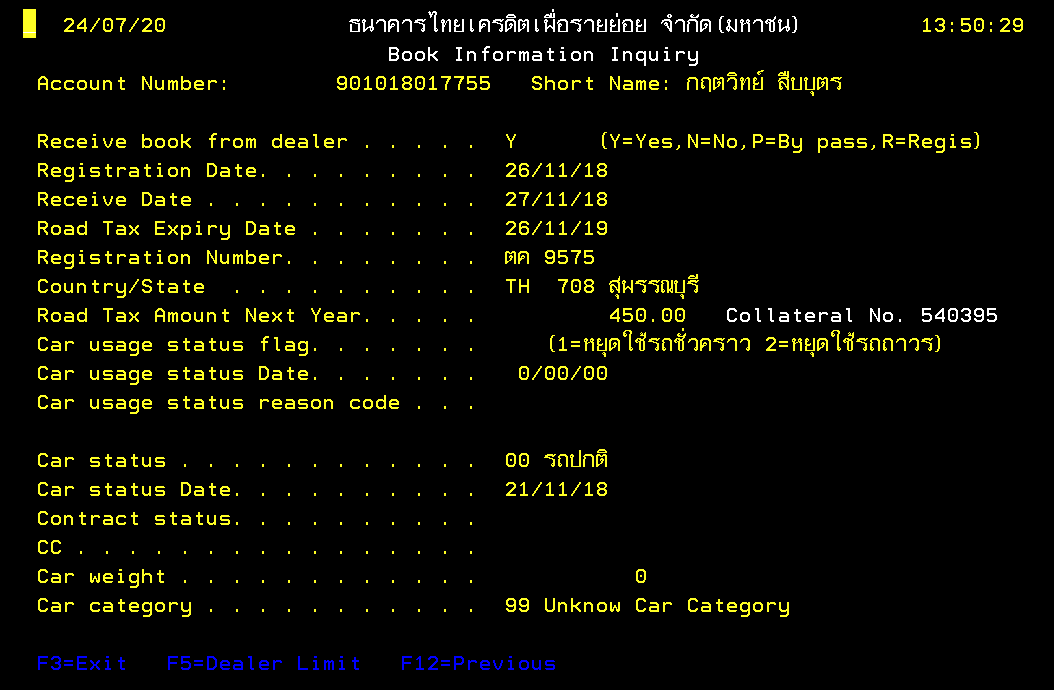 24/07/20 ธนาคารไทยเครดิตเพื่อรายย่อย จำกัด(มหาชน) 13:50:29
Book Information Inquiry
Account Number: 901018017755 Short Name: กฤตวิทย์ สืบบุตร
Receive book from dealer . . . . . Y (Y=Yes,N=No,P=By pass,R=Regis)
Registration Date. . . . . . . . . 26/11/18
Receive Date . . . . . . . . . . . 27/11/18
Road Tax Expiry Date . . . . . . . 26/11/19
Registration Number. . . . . . . . ตค 9575
Country/State . . . . . . . . . . TH 708 สุพรรณบุรี
Road Tax Amount Next Year. . . . . 450.00 Collateral No. 540395
Car usage status flag. . . . . . . (1=หยุดใช้รถชั่วคราว 2=หยุดใช้รถถาวร)
Car usage status Date. . . . . . . 0/00/00
Car usage status reason code . . .
Car status . . . . . . . . . . . . 00 รถปกติ
Car status Date. . . . . . . . . . 21/11/18
Contract status. . . . . . . . . .
CC . . . . . . . . . . . . . . . .
Car weight . . . . . . . . . . . . 0
Car category . . . . . . . . . . . 99 Unknow Car Category
F3=Exit F5=Dealer Limit F12=Previous